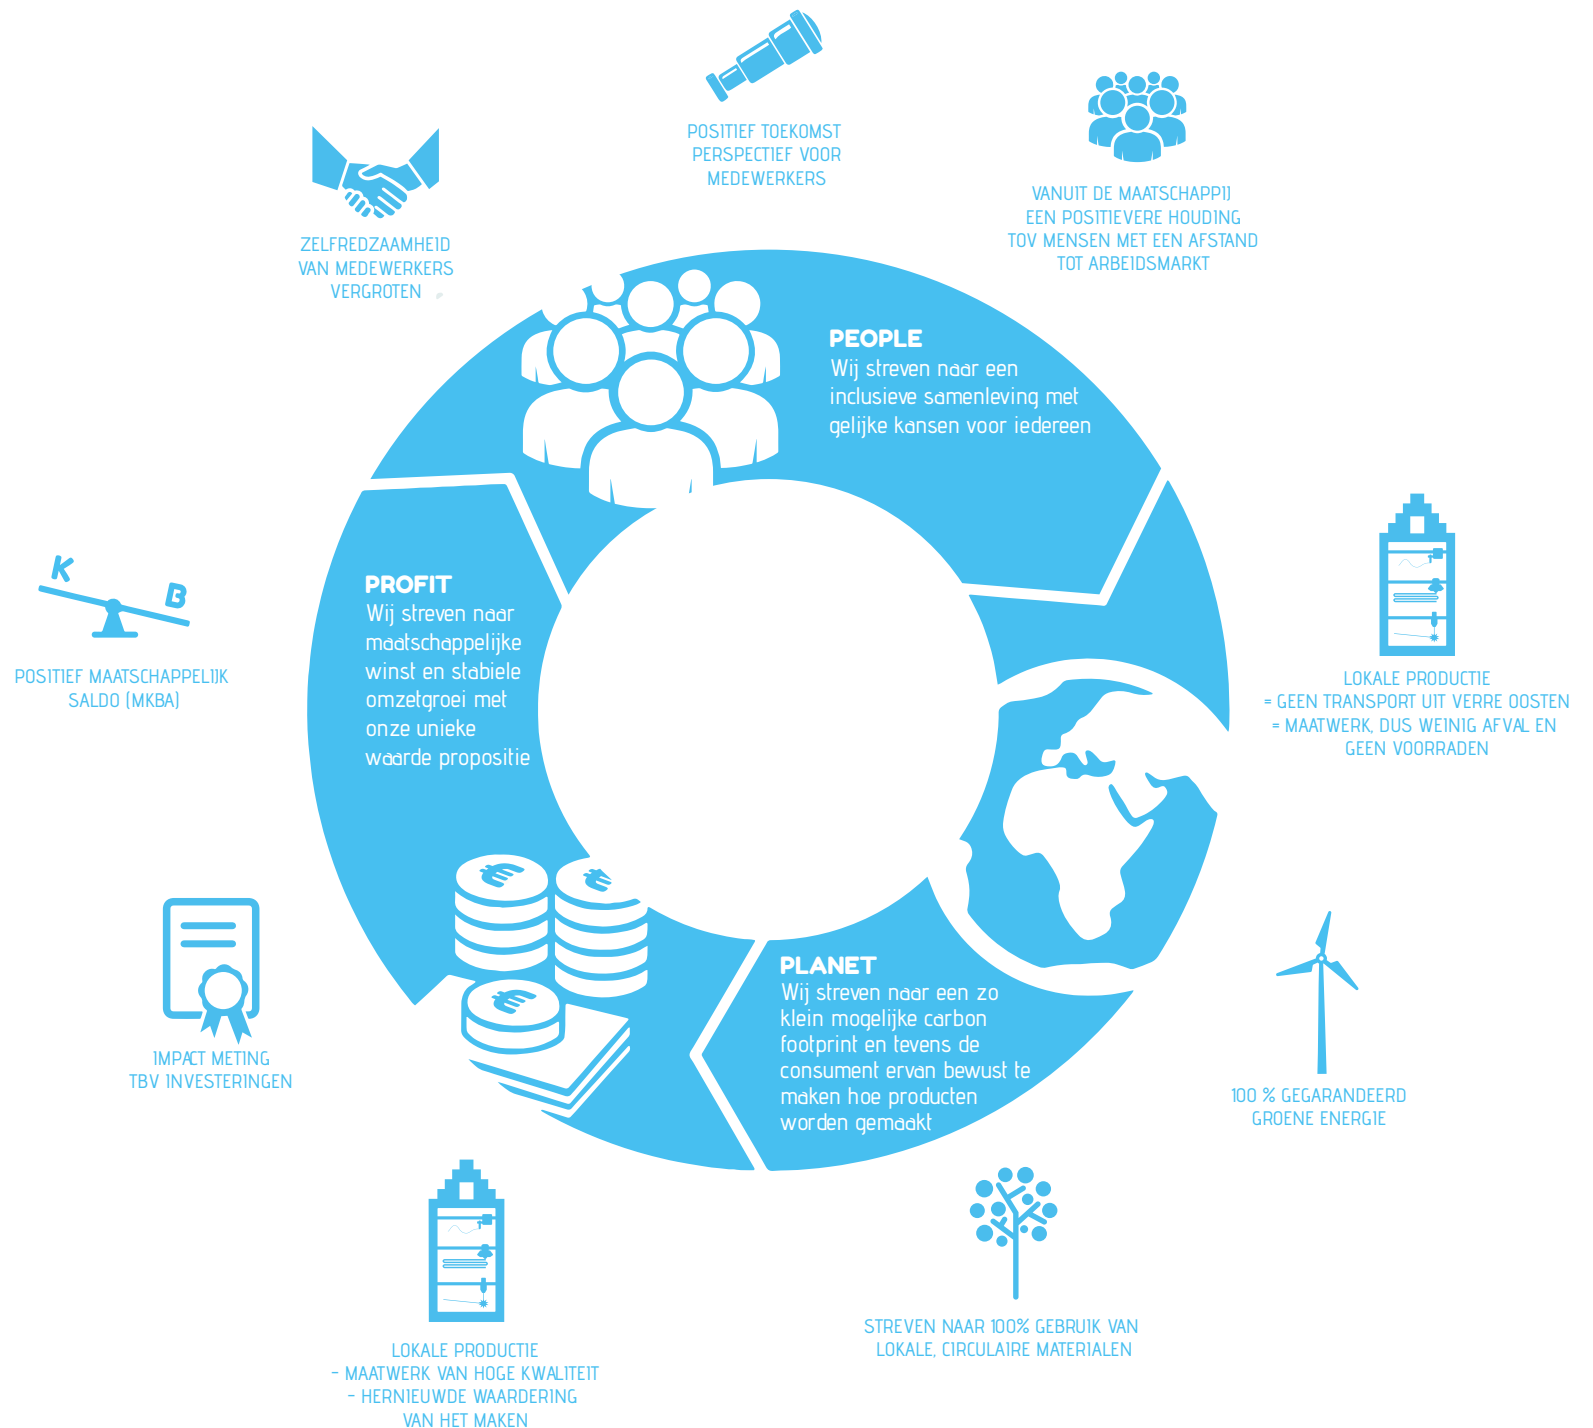 POSITIEF TOEKOMST
PERSPECTIEF VOOR
MEDEWERKERS
VANUIT DE MAATSCHAPPIJ
EEN POSITIEVERE HOUDING
TOV MENSEN MET EEN AFSTAND
TOT ARBEIDSMARKT
ZELFREDZAAMHEID
VAN MEDEWERKERS
VERGROTEN
PEOPLE
Wij streven naar een
inclusieve samenleving met
gelijke kansen voor iedereen
K
B
POSITIEF MAATSCHAPPELIJK
SALDO (MKBA)
PROFIT
Wij streven naar
maatschappelijke
winst en stabiele
omzetgroei met
onze unieke
waarde propositie
LOKALE PRODUCTIE
= GEEN TRANSPORT UIT VERRE OOSTEN
= MAATWERK, DUS WEINIG AFVAL EN
GEEN VOORRADEN
€
€
€
PLANET
Wij streven naar een zo
klein mogelijke carbon
footprint en tevens de
consument ervan bewust te
maken hoe producten
worden gemaakt
IMPACT METING
TBV INVESTERINGEN
100 % GEGARANDEERD
GROENE ENERGIE
LOKALE PRODUCTIE
- MAATWERK VAN HOGE KWALITEIT
- HERNIEUWDE WAARDERING
VAN HET MAKEN
STREVEN NAAR 100% GEBRUIK VAN
LOKALE, CIRCULAIRE MATERIALEN